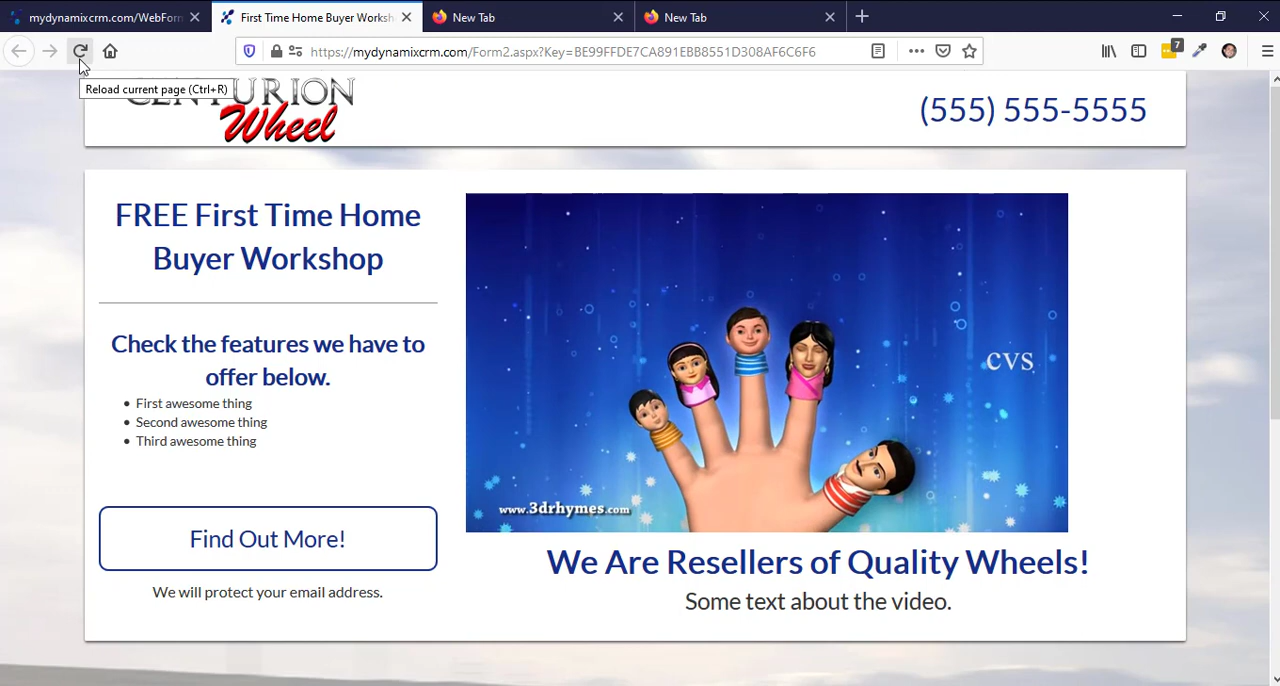 mydynamixcrm.com/WebForm
First Time Home Buyer Worksh
New Tab
New Tab
https://mydynamixcrm.com/Form2.aspx?Key=BE99FFDE7CA891EBB8551D308AF6C6F6
7
Reload current page (Ctrl+R)
CENTURION
Wheel
(555) 555-5555
FREE First Time Home
Buyer Workshop
Check the features we have to
offer below.
First awesome thing
Second awesome thing
Third awesome thing
Find Out More!
We will protect your email address.
CVS
www.3drhymes.com
We Are Resellers of Quality Wheels!
Some text about the video.